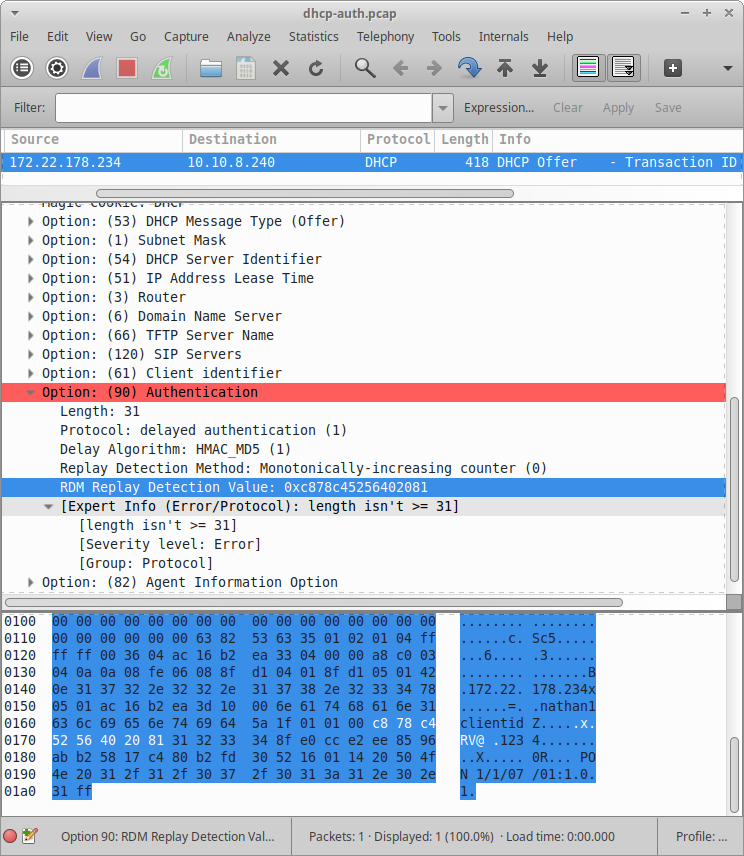 dhcp-auth.pcap
File Edit View Go Capture Analyze Statistics Telephony Tools Internals Help
Filter: Expression... Clear Apply Save
Source Destination Protocol Length Info
172.22.178.234 10.10.8.240 DHCP 418 DHCP Offer - Transaction ID
Magic cookie: DHCP
Option: (53) DHCP Message Type (Offer)
Option: (1) Subnet Mask
Option: (54) DHCP Server Identifier
Option: (51) IP Address Lease Time
Option: (3) Router
Option: (6) Domain Name Server
Option: (66) TFTP Server Name
Option: (120) SIP Servers
Option: (61) Client identifier
Option: (90) Authentication
Length: 31
Protocol: delayed authentication (1)
Delay Algorithm: HMAC_MD5 (1)
Replay Detection Method: Monotonically-increasing counter (0)
RDM Replay Detection Value: 0xc878c45256402081
[Expert Info (Error/Protocol): length isn't >= 31]
[length isn't >= 31]
[Severity level: Error]
[Group: Protocol]
Option: (82) Agent Information Option
0100 00 00 00 00 00 00 00 00 00 00 00 00 00 00 00 00 ........ ........
0110 00 00 00 00 00 00 63 82 53 63 35 01 02 01 04 ff ......c. Sc5.....
0120 ff ff 00 36 04 ac 16 b2 ea 33 04 00 00 a8 c0 03 ...6.... .3......
0130 04 0a 0a 08 fe 06 08 8f d1 04 01 8f d1 05 01 42 ........ .......B
0140 0e 31 37 32 2e 32 32 2e 31 37 38 2e 32 33 34 78 .172.22. 178.234x
0150 05 01 ac 16 b2 ea 3d 10 00 6e 61 74 68 61 6e 31 ......=. .nathan1
0160 63 6c 69 65 6e 74 69 64 5a 1f 01 01 00 c8 78 c4 clientid Z.....x.
0170 52 56 40 20 81 31 32 33 34 8f e0 cc e2 ee 85 96 RV@ .123 4.......
0180 ab b2 58 17 c4 80 b2 fd 30 52 16 01 14 20 50 4f ..X..... 0R... PO
0190 4e 20 31 2f 31 2f 30 37 2f 30 31 3a 31 2e 30 2e N 1/1/07 /01:1.0.
01a0 31 ff 1.
Option 90: RDM Replay Detection Val... Packets: 1 · Displayed: 1 (100.0%) · Load time: 0:00.000 Profile: ...